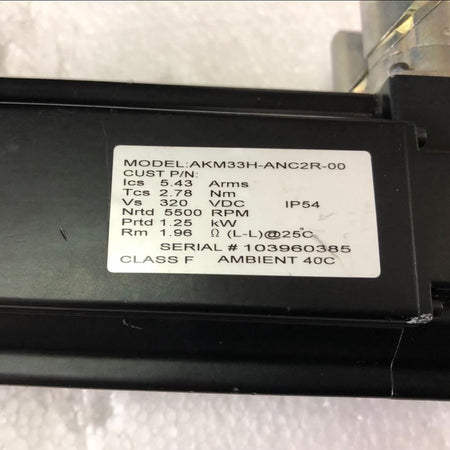 MODEL:AKM33H-ANC2R-00
CUST P/N:
Ics 5.43 Arms
Tcs 2.78 Nm
Vs 320 VDC IP54
Nrtd 5500 RPM
Prtd 1.25 kW
Rm 1.96 Ω (L-L)@25°C
SERIAL # 103960385
CLASS F AMBIENT 40C